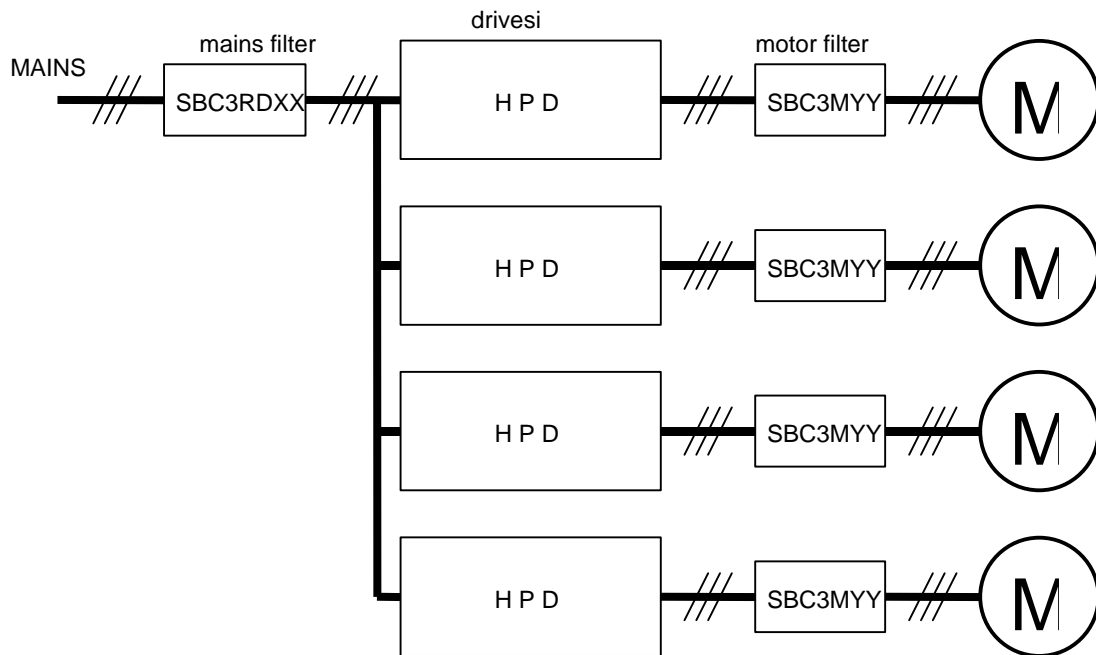 drivesi
mains filter
motor filter
MAINS
SBC3RDXX
H P D
SBC3MYY
M
H P D
SBC3MYY
M
H P D
SBC3MYY
M
H P D
SBC3MYY
M